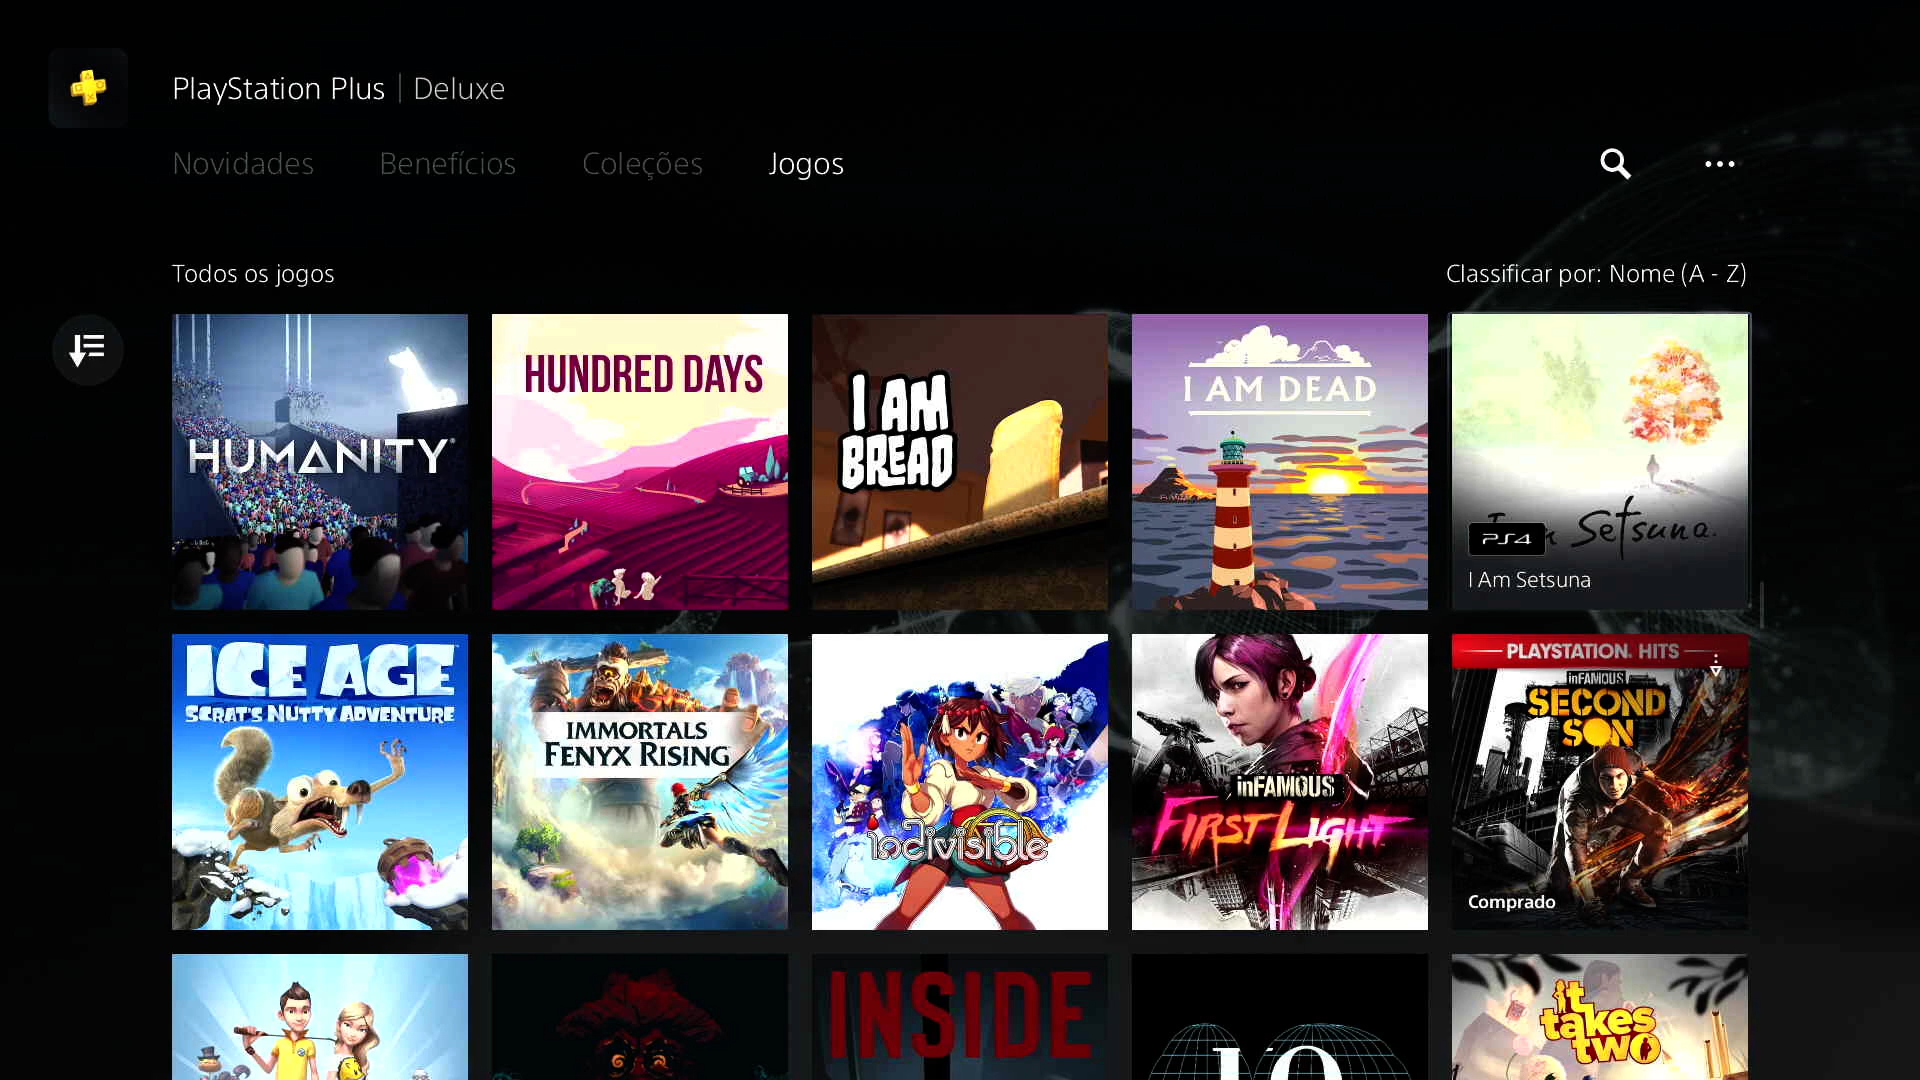 PlayStation Plus | Deluxe
Novidades Benefícios Coleções Jogos
Todos os jogos
Classificar por: Nome (A - Z)
HUMANITY
HUNDRED DAYS
I AM
BREAD
I AM DEAD
I Am Setsuna.
PS4
I Am Setsuna
ICE AGE
SCRAT'S NUTTY ADVENTURE
IMMORTALS
FENYX RISING
indivisible
inFAMOUS
FIRST LIGHT
PLAYSTATION HITS
inFAMOUS
SECOND
SON
Comprado
INSIDE
it
takes
two